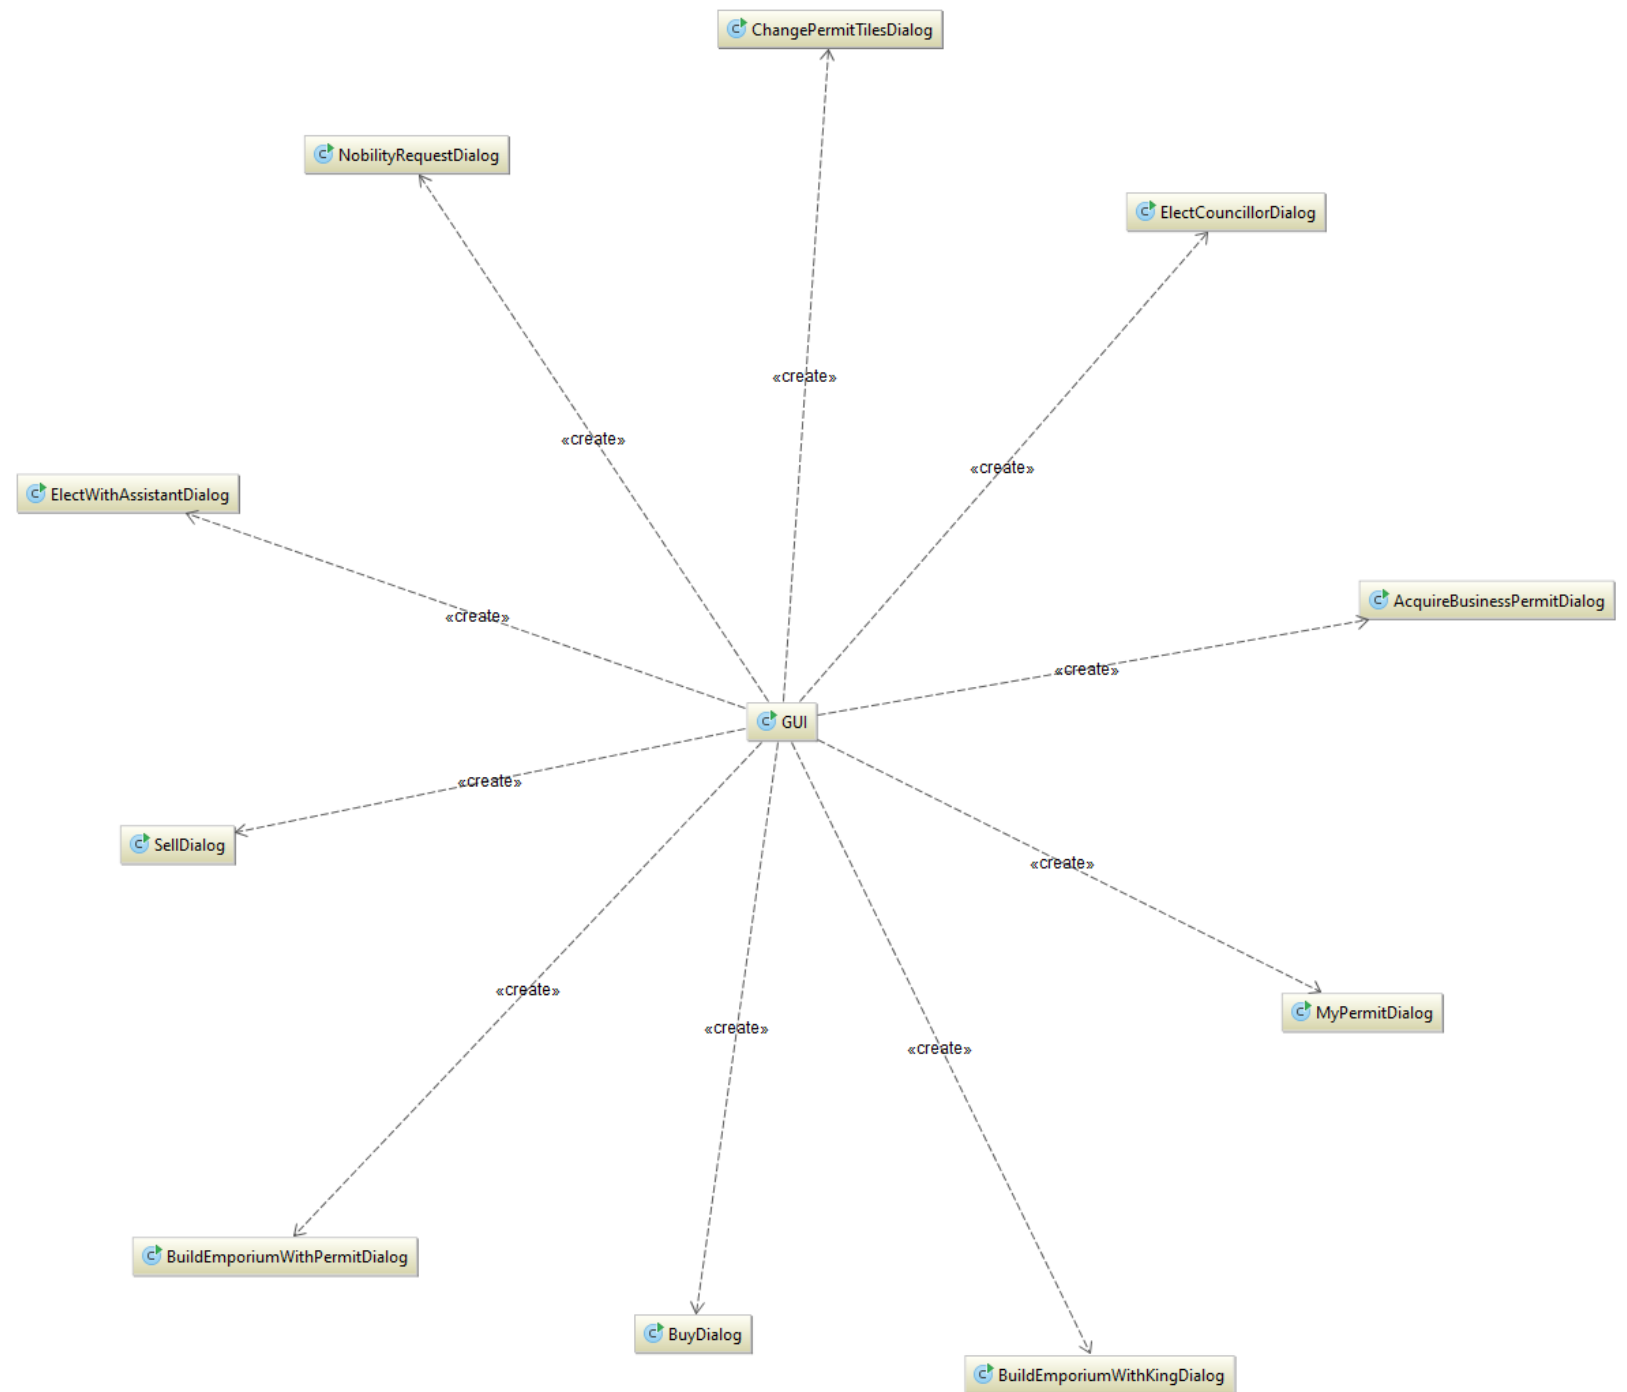 ChangePermitTilesDialog
NobilityRequestDialog
ElectCouncillorDialog
«create»
«create»
«create»
ElectWithAssistantDialog
AcquireBusinessPermitDialog
«create»
«create»
GUI
«create»
SellDialog
«create»
«create»
MyPermitDialog
«create»
«create»
BuildEmporiumWithPermitDialog
BuyDialog
BuildEmporiumWithKingDialog